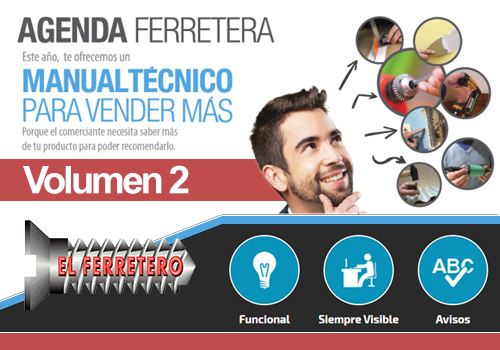 AGENDA FERRETERA
Este año, te ofrecemos un
MANUALTÉCNICO
PARA VENDER MÁS
Porque el comerciante necesita saber más
de tu producto para poder recomendarlo.
Volumen 2
EL FERRETERO
ABC
Funcional
Siempre Visible
Avisos